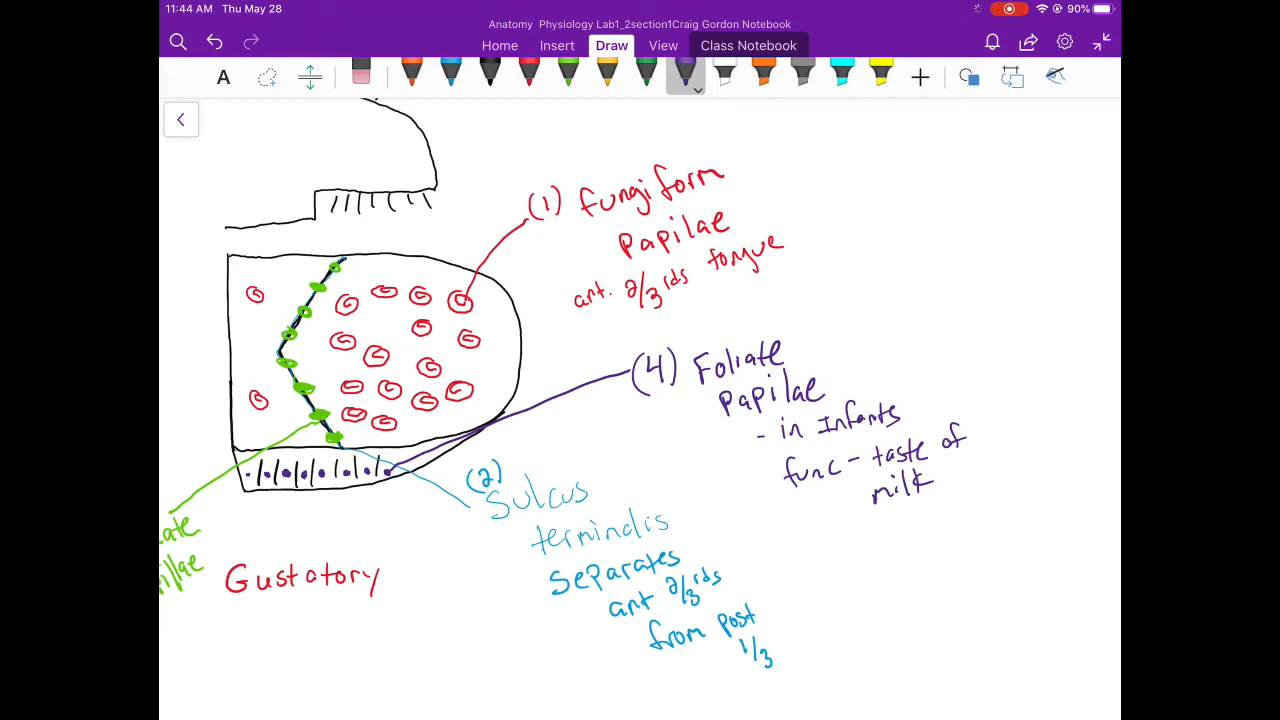 11:44 AM Thu May 28
90%
Anatomy Physiology Lab1_2section1Craig Gordon Notebook
Home Insert Draw View Class Notebook
A
(1) Fungiform
papilae
ant. 2/3rds tongue
(4) Foliate
papilae
- in Infants
func - taste of
milk
(2)
Sulcus
terminalis
Separates
ant 2/3rds
from post
1/3
ate
illae
Gustatory